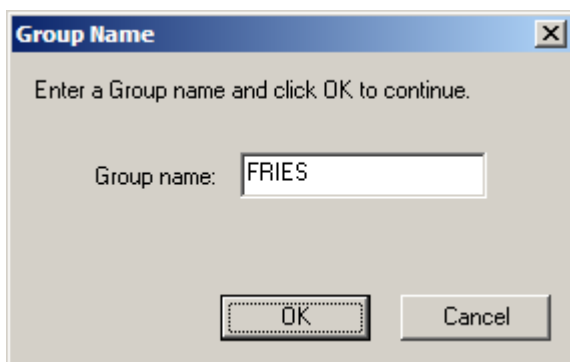 Group Name
Enter a Group name and click OK to continue.
Group name: FRIES
OK Cancel